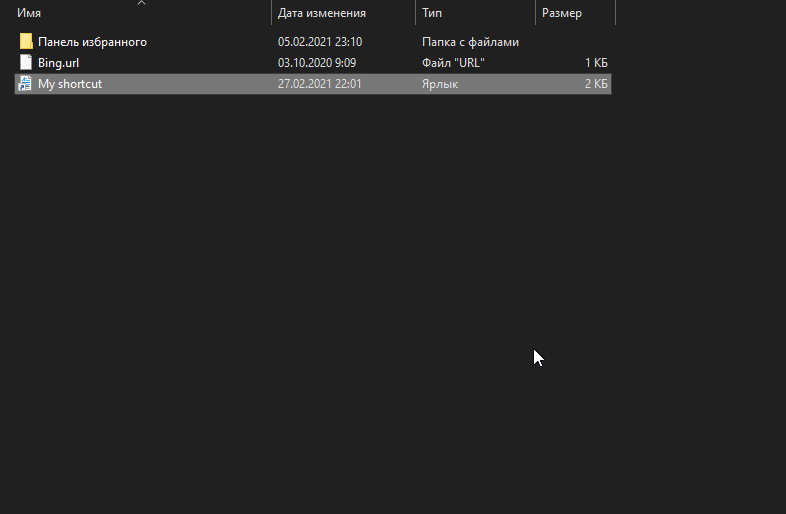 Имя Дата изменения Тип Размер
Панель избранного 05.02.2021 23:10 Папка с файлами
Bing.url 03.10.2020 9:09 Файл "URL" 1 КБ
My shortcut 27.02.2021 22:01 Ярлык 2 КБ